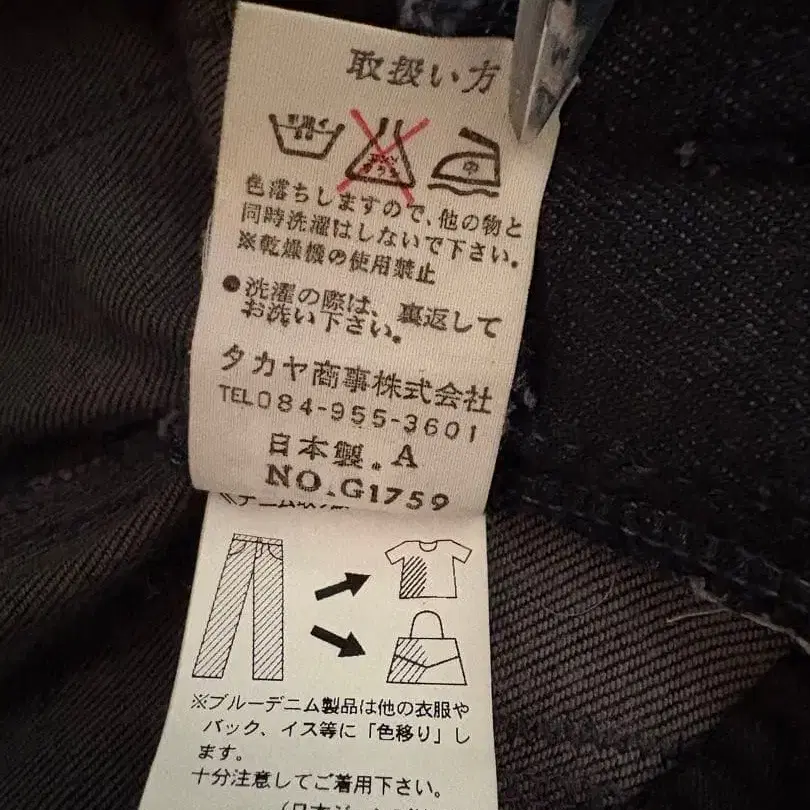 取扱い方
中
色落ちしますので、他の物と
同時洗濯はしないで下さい。
※乾燥機の使用禁止
●洗濯の際は、裏返して
お洗い下さい。
タカヤ商事株式会社
TEL084-955-3601
日本製.A
NO.G1759
※ブルーデニム製品は他の衣服や
バック、イス等に「色移り」し
ます。
十分注意してご着用下さい。